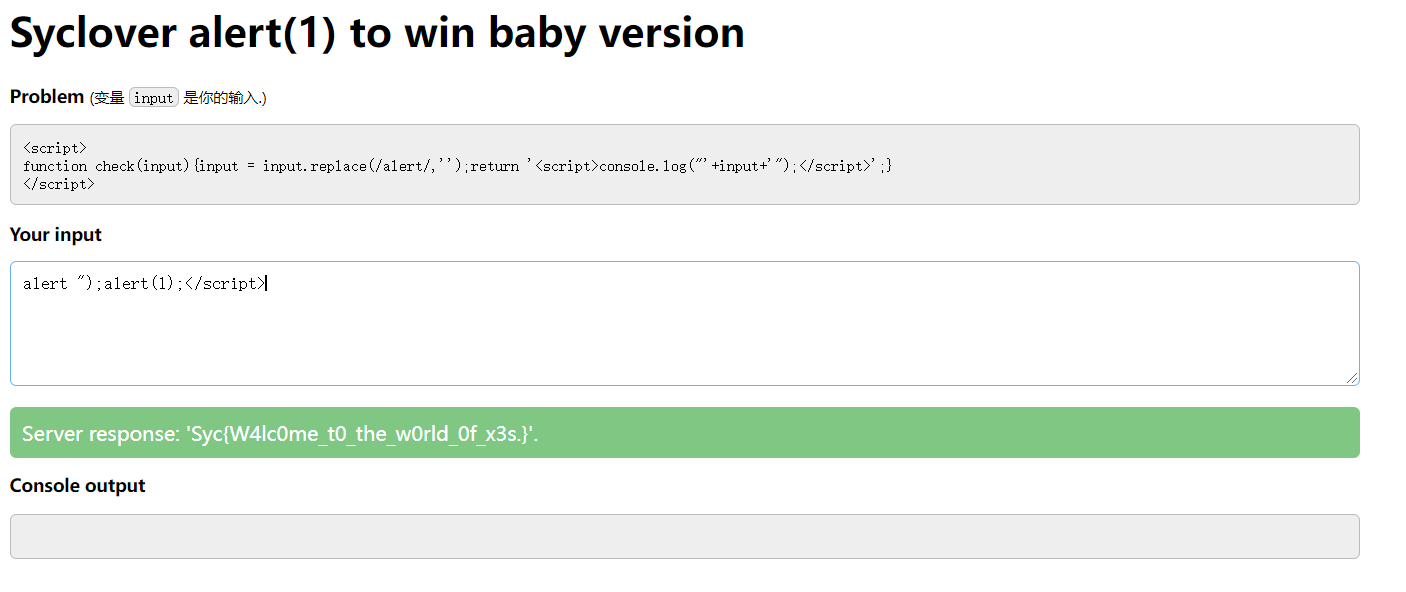 Syclover alert(1) to win baby version
Problem (变量 input 是你的输入.)
<script>
function check(input){input = input.replace(/alert/,'');return '<script>console.log("'+input+'");</script>';}
</script>
Your input
alert ");alert(1);</script>
Server response: 'Syc{W4lc0me_t0_the_w0rld_0f_x3s.}'.
Console output